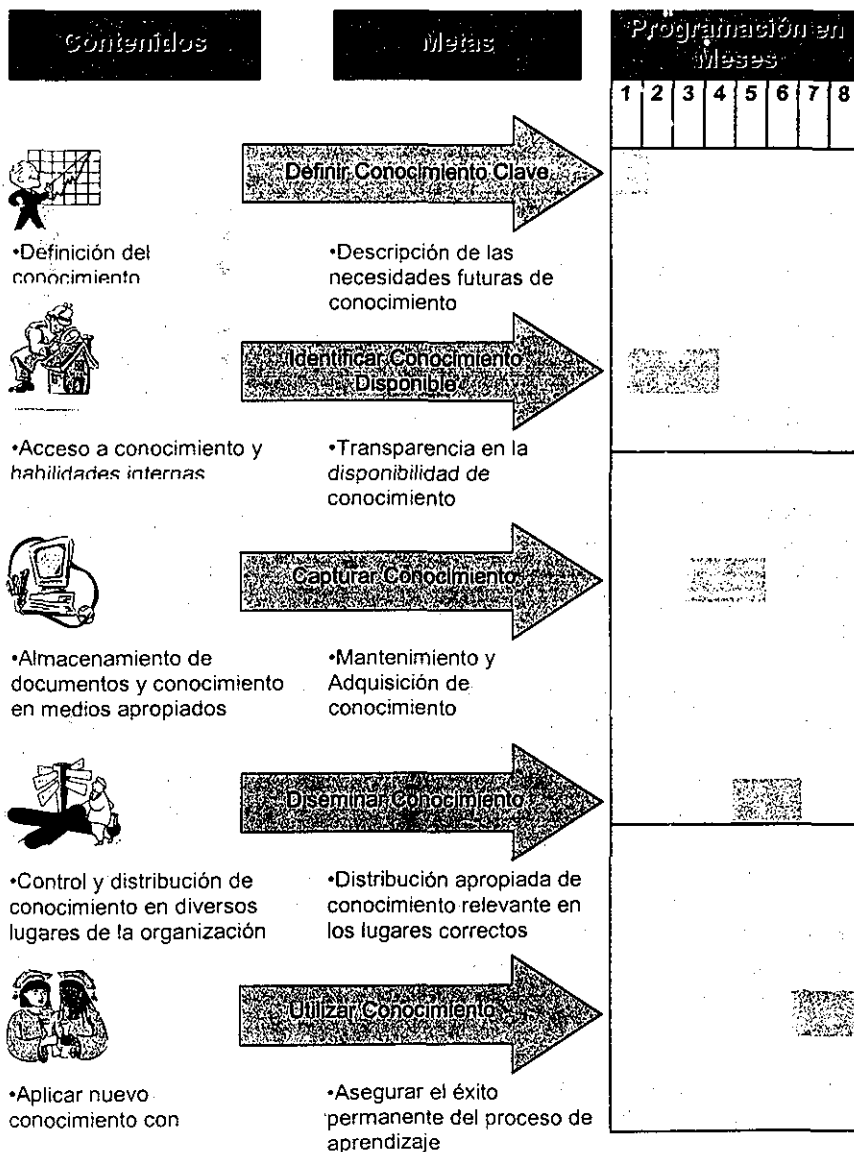 Contenidos
Metas
Programación en
Meses
1 2 3 4 5 6 7 8
Definir Conocimiento Clave
•Definición del
conocimiento
•Descripción de las
necesidades futuras de
conocimiento
Identificar Conocimiento
Disponible
•Acceso a conocimiento y
habilidades internas
•Transparencia en la
disponibilidad de
conocimiento
Capturar Conocimiento
•Almacenamiento de
documentos y conocimiento
en medios apropiados
•Mantenimiento y
Adquisición de
conocimiento
Diseminar Conocimiento
•Control y distribución de
conocimiento en diversos
lugares de la organización
•Distribución apropiada de
conocimiento relevante en
los lugares correctos
Utilizar Conocimiento
•Aplicar nuevo
conocimiento con
•Asegurar el éxito
permanente del proceso de
aprendizaje